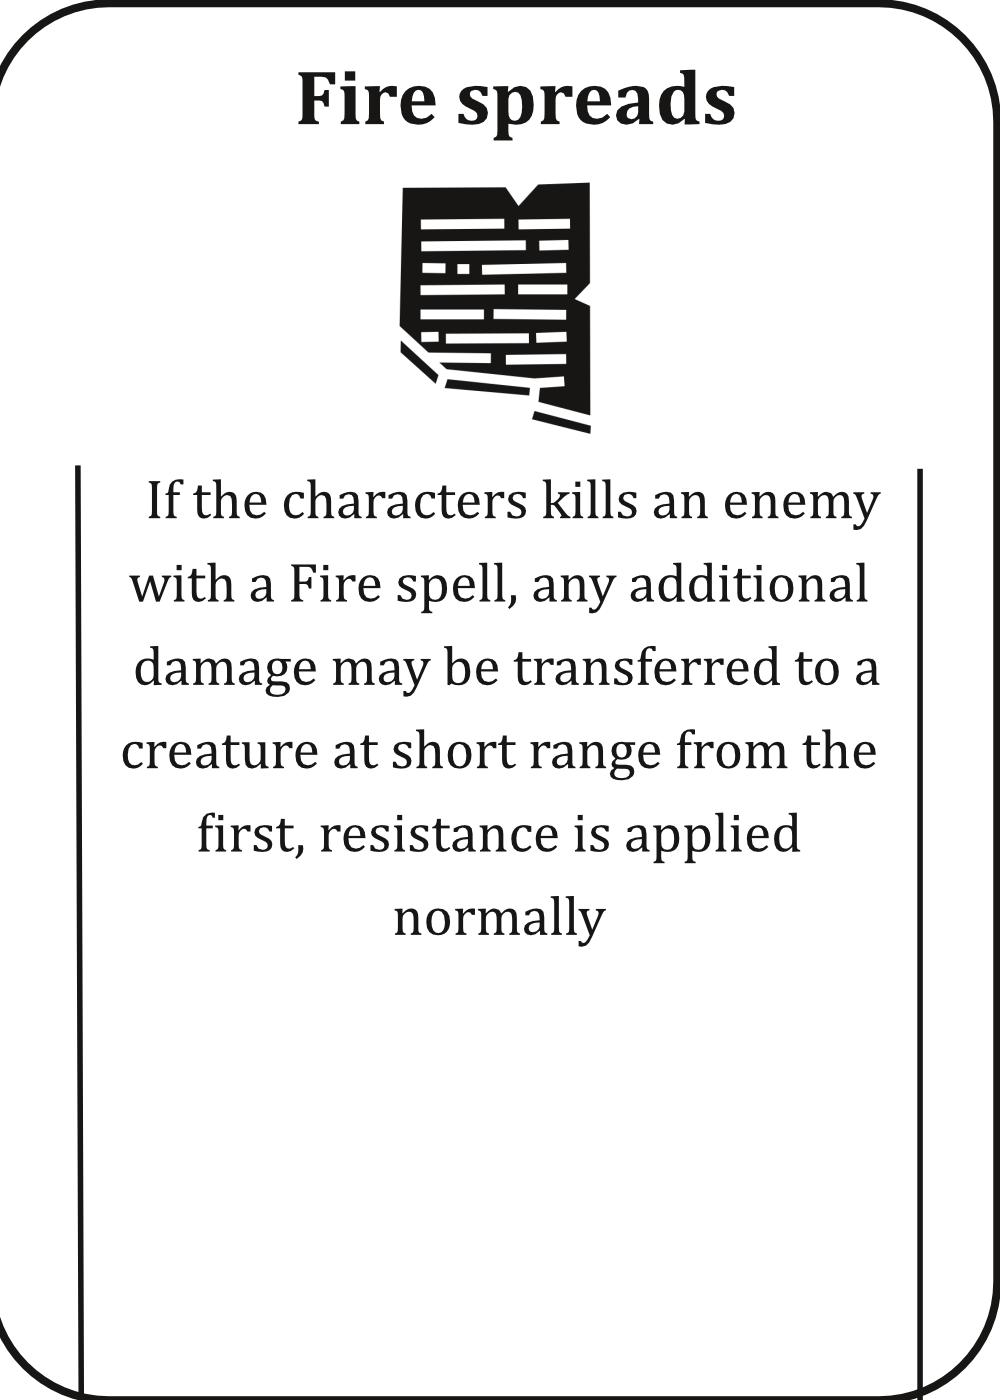 Fire spreads
If the characters kills an enemy
with a Fire spell, any additional
damage may be transferred to a
creature at short range from the
first, resistance is applied
normally